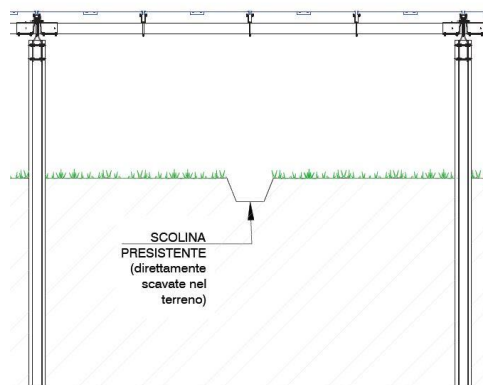 SCOLINA
PRESISTENTE
(direttamente
scavate nel
terreno)